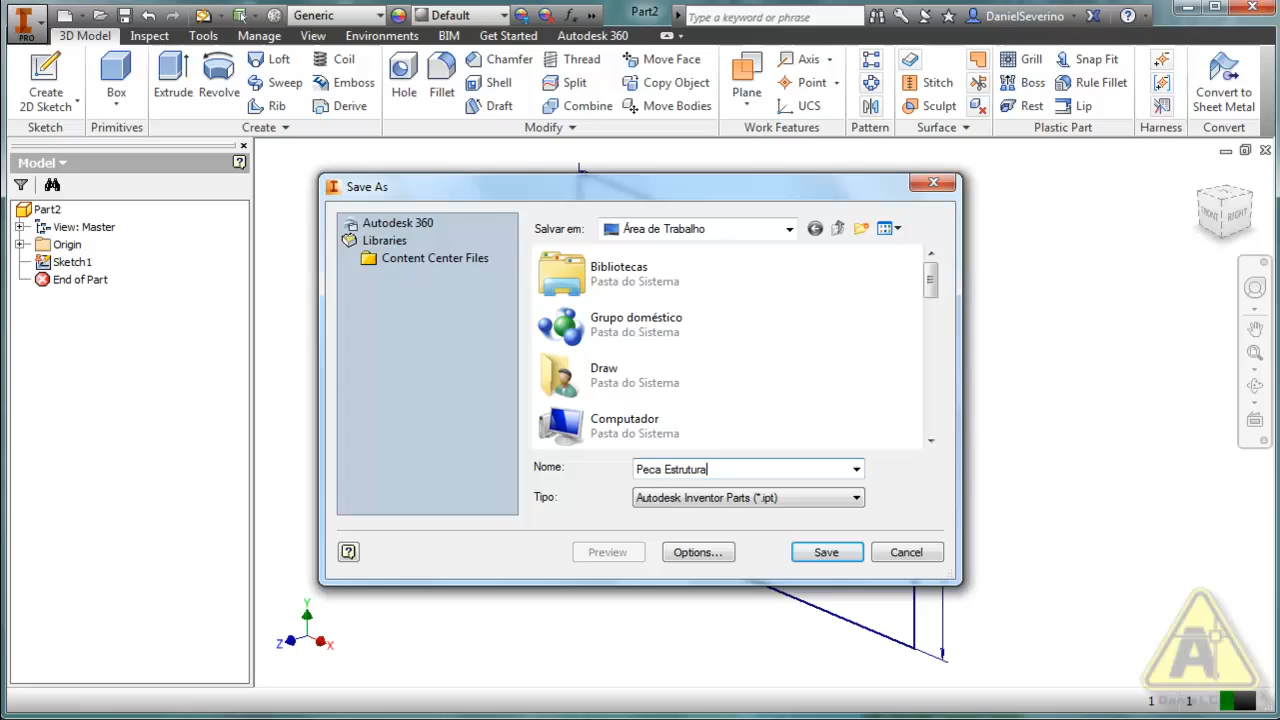 Generic
Default
Part2
Type a keyword or phrase
DanielSeverino
PRO
3D Model
Inspect
Tools
Manage
View
Environments
BIM
Get Started
Autodesk 360
Create
2D Sketch
Box
Extrude
Revolve
Loft
Sweep
Rib
Coil
Emboss
Derive
Hole
Fillet
Chamfer
Shell
Draft
Thread
Split
Combine
Move Face
Copy Object
Move Bodies
Plane
Axis
Point
UCS
Stitch
Sculpt
Grill
Boss
Rest
Snap Fit
Rule Fillet
Lip
Convert to
Sheet Metal
Sketch
Primitives
Create
Modify
Work Features
Pattern
Surface
Plastic Part
Harness
Convert
Model
Part2
View: Master
Origin
Sketch1
End of Part
Save As
Autodesk 360
Libraries
Content Center Files
Salvar em:
Área de Trabalho
Bibliotecas
Pasta do Sistema
Grupo doméstico
Pasta do Sistema
Draw
Pasta do Sistema
Computador
Pasta do Sistema
Nome:
Peca Estrutura
Tipo:
Autodesk Inventor Parts (*.ipt)
Preview
Options...
Save
Cancel
FRONT
RIGHT
Y
Z
X
1
1